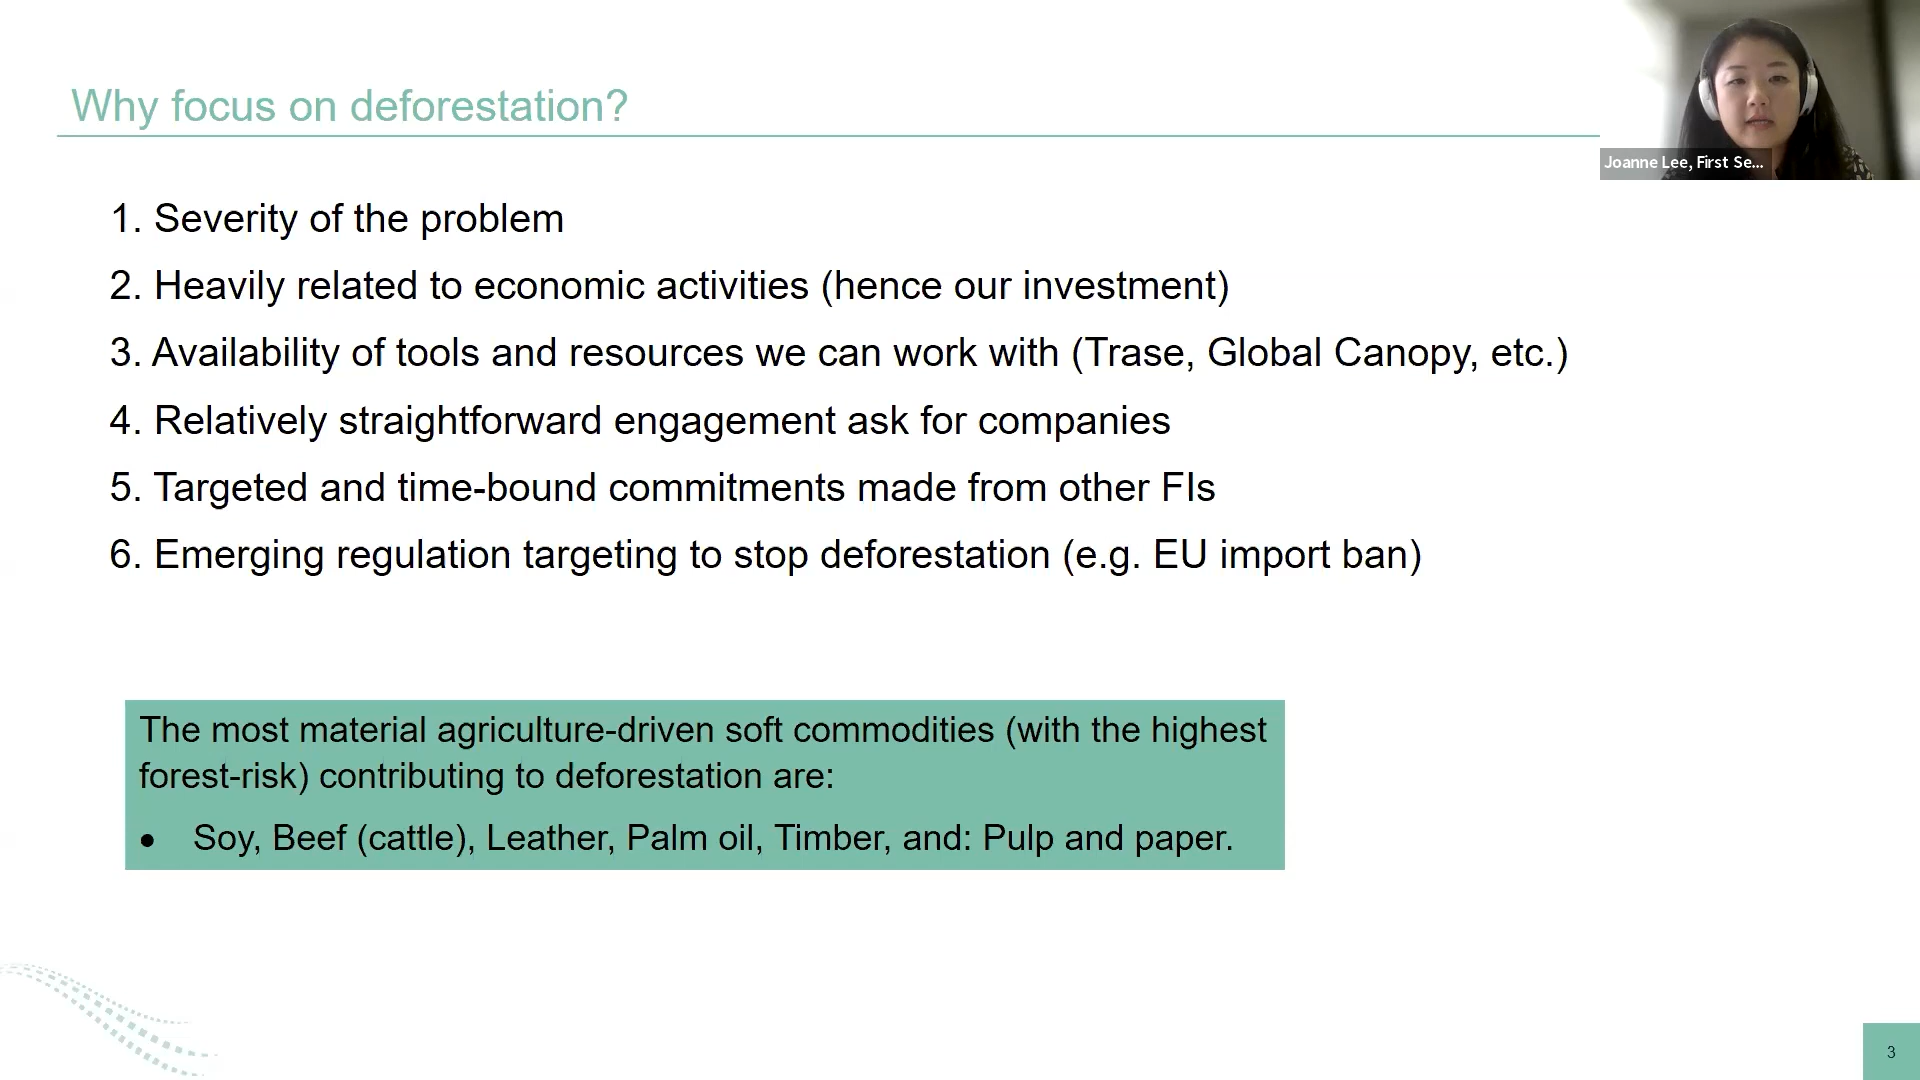 Why focus on deforestation?
Joanne Lee, First Se...
1. Severity of the problem
2. Heavily related to economic activities (hence our investment)
3. Availability of tools and resources we can work with (Trase, Global Canopy, etc.)
4. Relatively straightforward engagement ask for companies
5. Targeted and time-bound commitments made from other FIs
6. Emerging regulation targeting to stop deforestation (e.g. EU import ban)
The most material agriculture-driven soft commodities (with the highest
forest-risk) contributing to deforestation are:
• Soy, Beef (cattle), Leather, Palm oil, Timber, and: Pulp and paper.
3